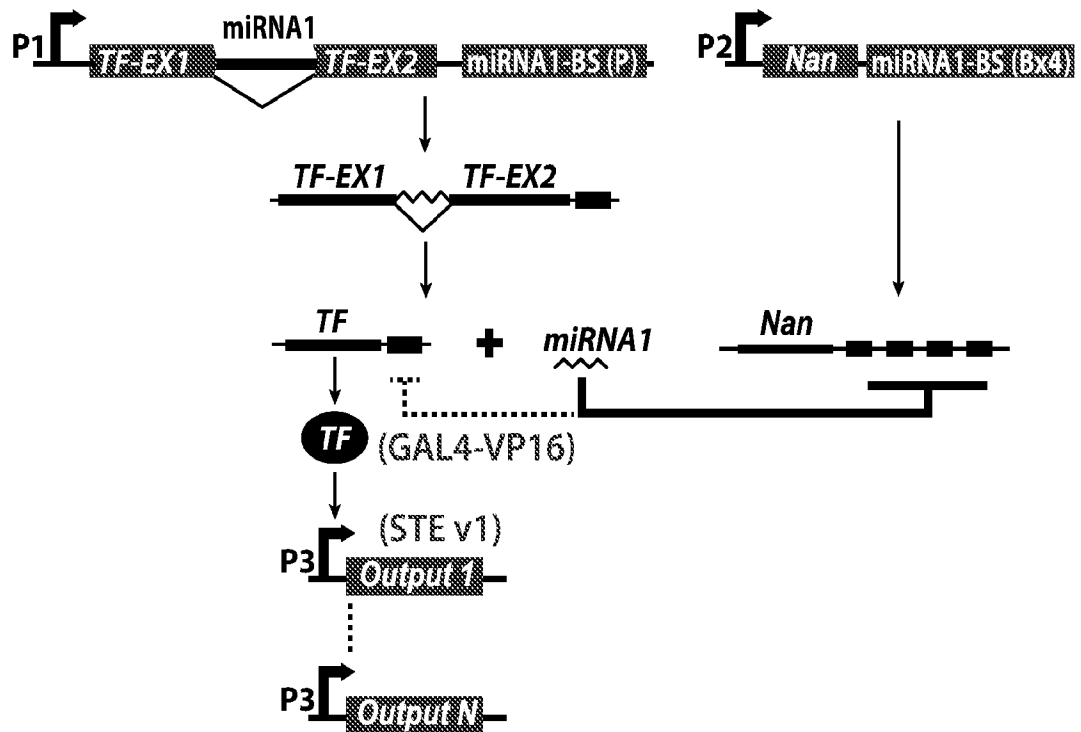 P1 TF-EX1 miRNA1 TF-EX2 miRNA1-BS (P)
P2 Nan miRNA1-BS (Bx4)
TF-EX1 TF-EX2
TF + miRNA1 Nan
TF (GAL4-VP16)
(STE v1)
P3 Output 1
P3 Output N